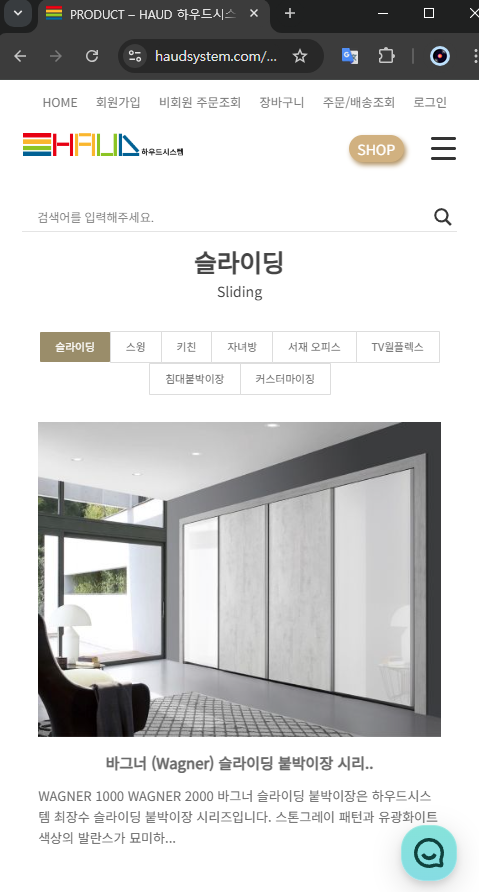 PRODUCT – HAUD 하우드시스
haudsystem.com/...
HOME 회원가입 비회원 주문조회 장바구니 주문/배송조회 로그인
HAUD 하우드시스템
SHOP
검색어를 입력해주세요.
슬라이딩
Sliding
슬라이딩 스윙 키친 자녀방 서재 오피스 TV월플렉스
침대붙박이장 커스터마이징
바그너 (Wagner) 슬라이딩 붙박이장 시리..
WAGNER 1000 WAGNER 2000 바그너 슬라이딩 붙박이장은 하우드시스
템 최장수 슬라이딩 붙박이장 시리즈입니다. 스톤그레이 패턴과 유광화이트
색상의 발란스가 묘미하...